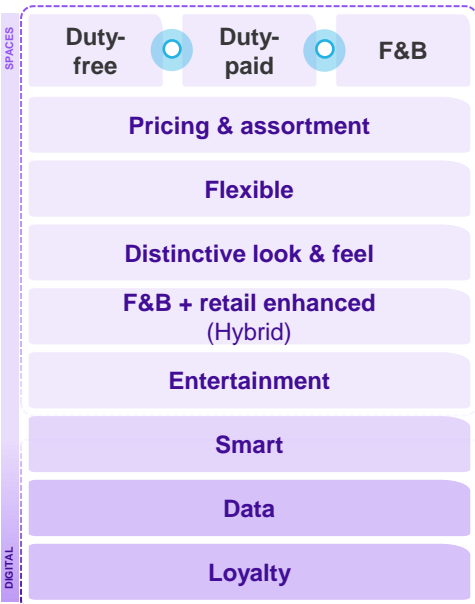 SPACES
Duty-
free
Duty-
paid
F&B
Pricing & assortment
Flexible
Distinctive look & feel
F&B + retail enhanced
(Hybrid)
Entertainment
Smart
Data
Loyalty
DIGITAL